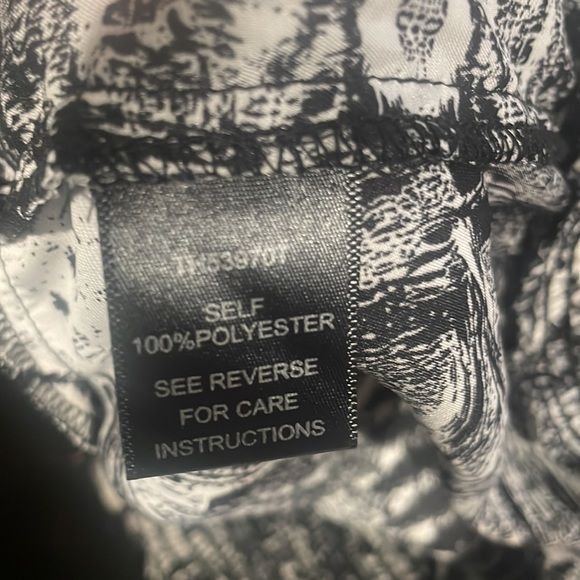 SELF
100%POLYESTER
SEE REVERSE
FOR CARE
INSTRUCTIONS